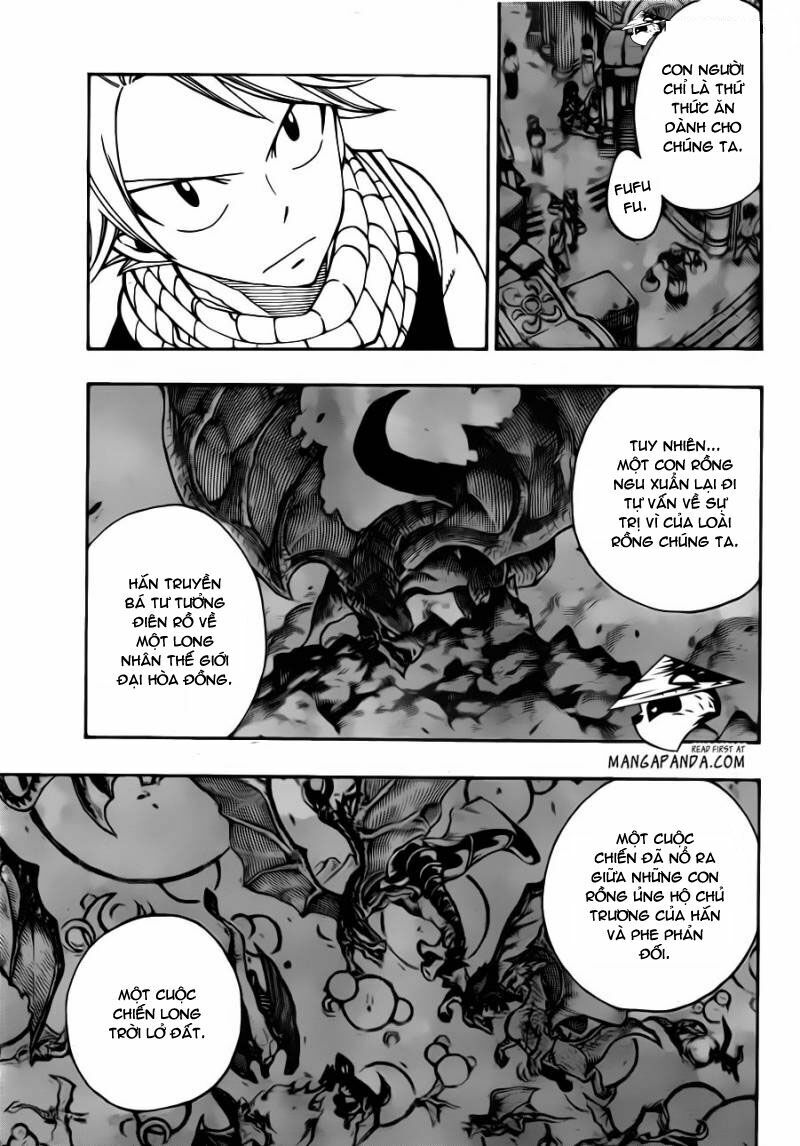 CON NGƯỜI
CHỈ LÀ THỨ
THỨC ĂN
DÀNH CHO
CHÚNG TA.
FUFU
FU.
TUY NHIÊN...
MỘT CON RỒNG
NGU XUẨN LẠI ĐI
TỰ VẤN VỀ SỰ
TRỊ VÌ CỦA LOÀI
RỒNG CHÚNG TA.
HẮN TRUYỀN
BÁ TƯ TƯỞNG
ĐIÊN RỒ VỀ
MỘT LONG
NHÂN THẾ GIỚI
ĐẠI HÒA ĐỒNG.
READ FIRST AT
MANGAPANDA.COM
MỘT CUỘC
CHIẾN ĐÃ NỔ RA
GIỮA NHỮNG CON
RỒNG ỦNG HỘ CHỦ
TRƯƠNG CỦA HẮN
VÀ PHE PHẢN
ĐỐI.
MỘT CUỘC
CHIẾN LONG
TRỜI LỞ ĐẤT.